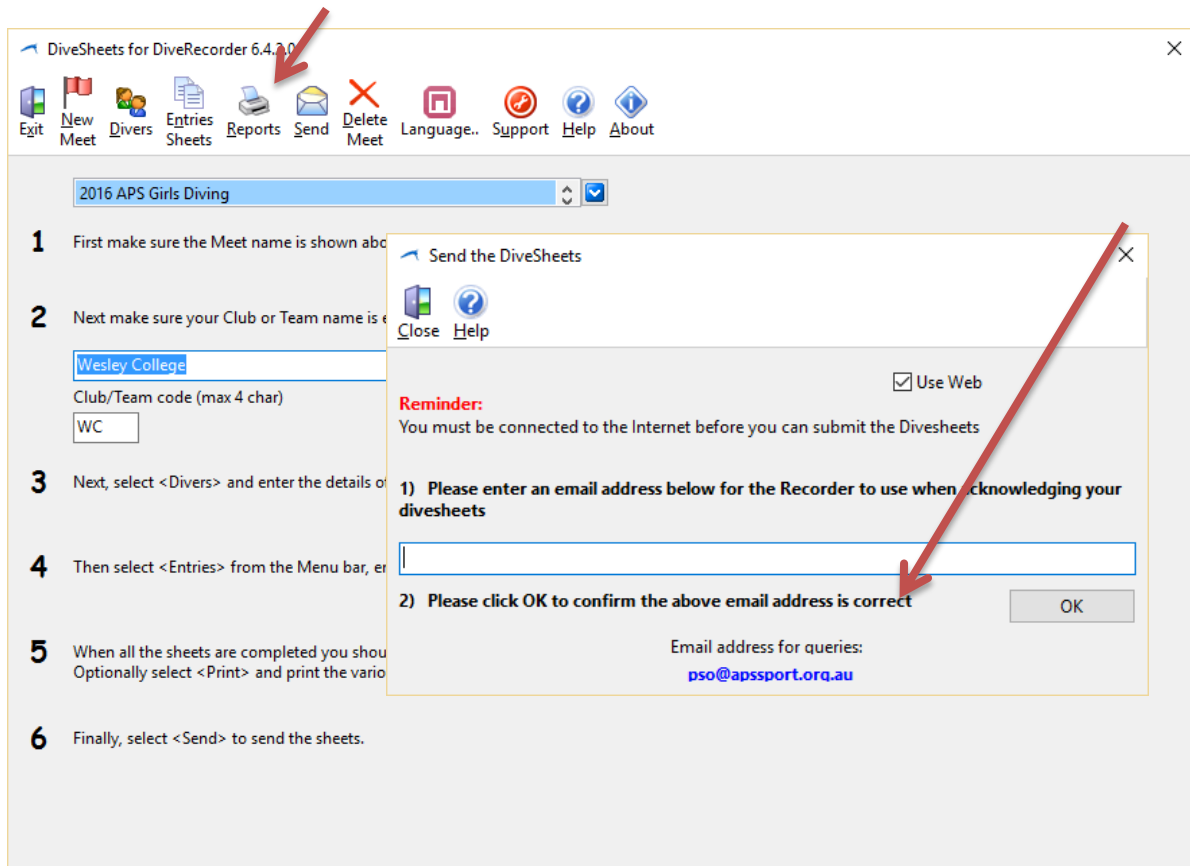 DiveSheets for DiveRecorder 6.4.2.0
Exit
New Meet
Divers
Entries Sheets
Reports
Send
Delete Meet
Language..
Support
Help
About
2016 APS Girls Diving
1 First make sure the Meet name is shown abo
2 Next make sure your Club or Team name is e
Wesley College
Club/Team code (max 4 char)
WC
3 Next, select <Divers> and enter the details of
4 Then select <Entries> from the Menu bar, en
5 When all the sheets are completed you shou
Optionally select <Print> and print the vario
6 Finally, select <Send> to send the sheets.
Send the DiveSheets
Close
Help
Use Web
Reminder:
You must be connected to the Internet before you can submit the Divesheets
1) Please enter an email address below for the Recorder to use when acknowledging your
divesheets
2) Please click OK to confirm the above email address is correct
OK
Email address for queries:
pso@apssport.org.au